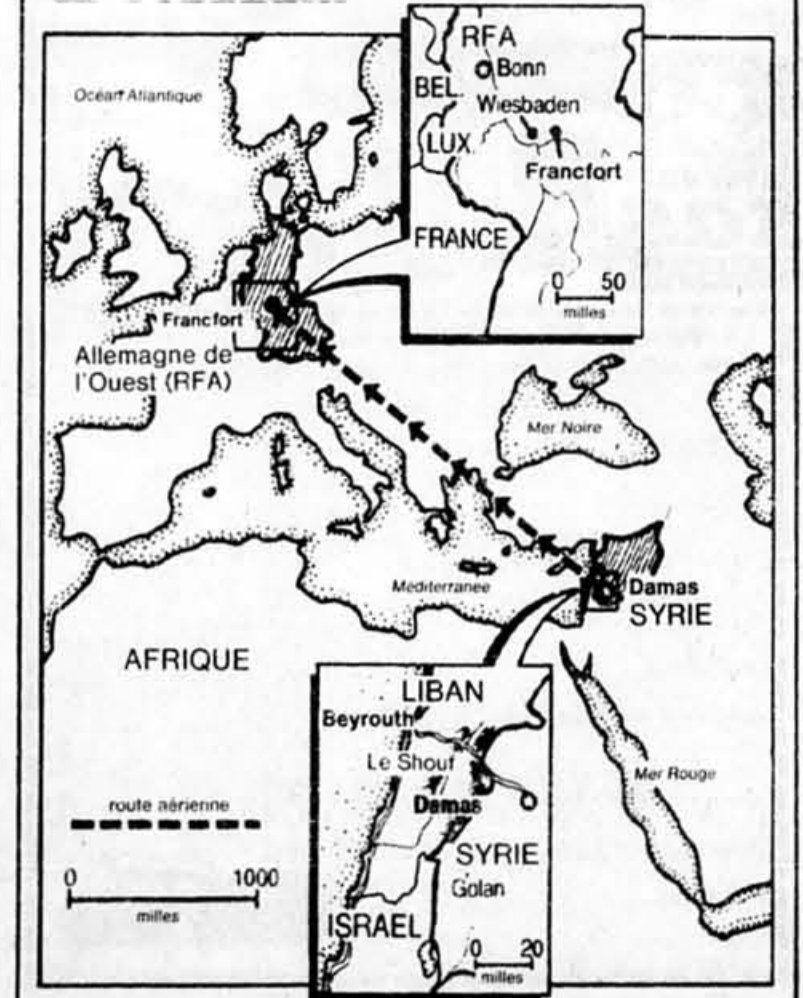 Océan Atlantique
RFA
Bonn
BEL.
Wiesbaden
LUX
Francfort
FRANCE
0 50
milles
Francfort
Allemagne de
l'Ouest (RFA)
Mer Noire
Méditerranée
Damas
SYRIE
AFRIQUE
LIBAN
Beyrouth
Le Shouf
Damas
SYRIE
Golan
ISRAEL
0 20
milles
Mer Rouge
route aérienne
0 1000
milles